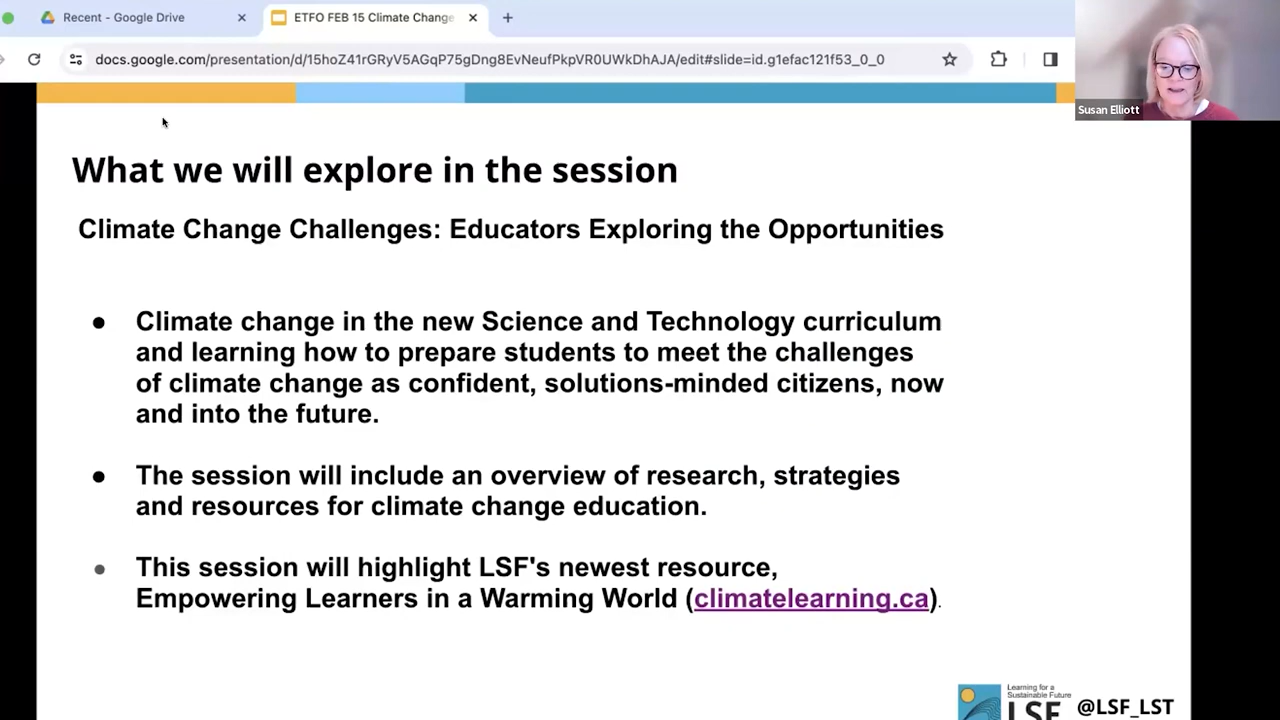 Recent - Google Drive
ETFO FEB 15 Climate Change
docs.google.com/presentation/d/15hoZ41rGRyV5AGqP75gDng8EvNeufPkpVR0UWkDhAJA/edit#slide=id.g1efac121f53_0_0
Susan Elliott
What we will explore in the session
Climate Change Challenges: Educators Exploring the Opportunities
● Climate change in the new Science and Technology curriculum
and learning how to prepare students to meet the challenges
of climate change as confident, solutions-minded citizens, now
and into the future.
● The session will include an overview of research, strategies
and resources for climate change education.
● This session will highlight LSF's newest resource,
Empowering Learners in a Warming World (climatelearning.ca).
Learning for a
Sustainable Future
LSF
@LSF_LST